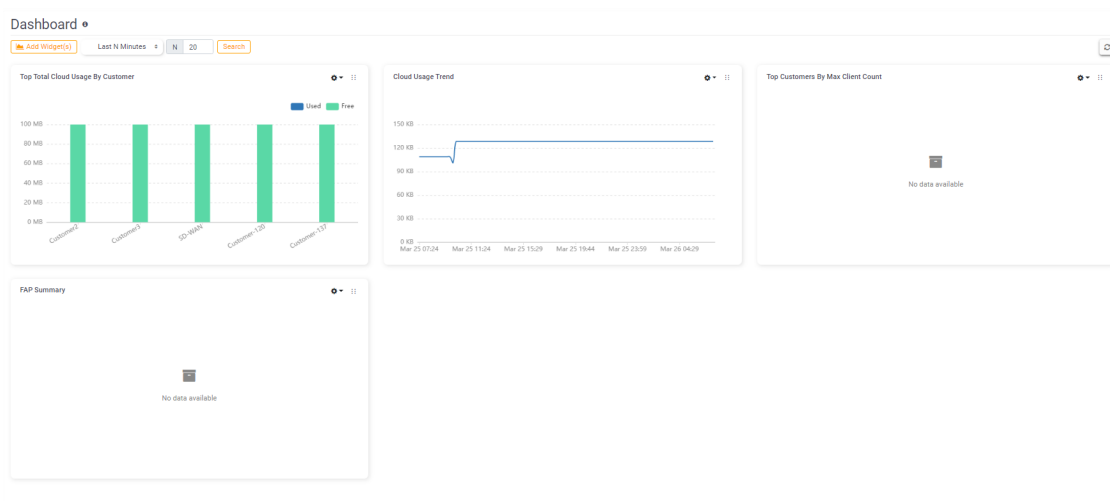 Dashboard
Add Widget(s) Last N Minutes N 20 Search
Top Total Cloud Usage By Customer
Used Free
100 MB
80 MB
60 MB
40 MB
20 MB
0 MB
Customer2 Customer3 SD-WAN Customer-120 Customer-137
Cloud Usage Trend
150 KB
120 KB
90 KB
60 KB
30 KB
0 KB
Mar 25 07:24 Mar 25 11:24 Mar 25 15:29 Mar 25 19:44 Mar 25 23:59 Mar 26 04:29
Top Customers By Max Client Count
No data available
FAP Summary
No data available